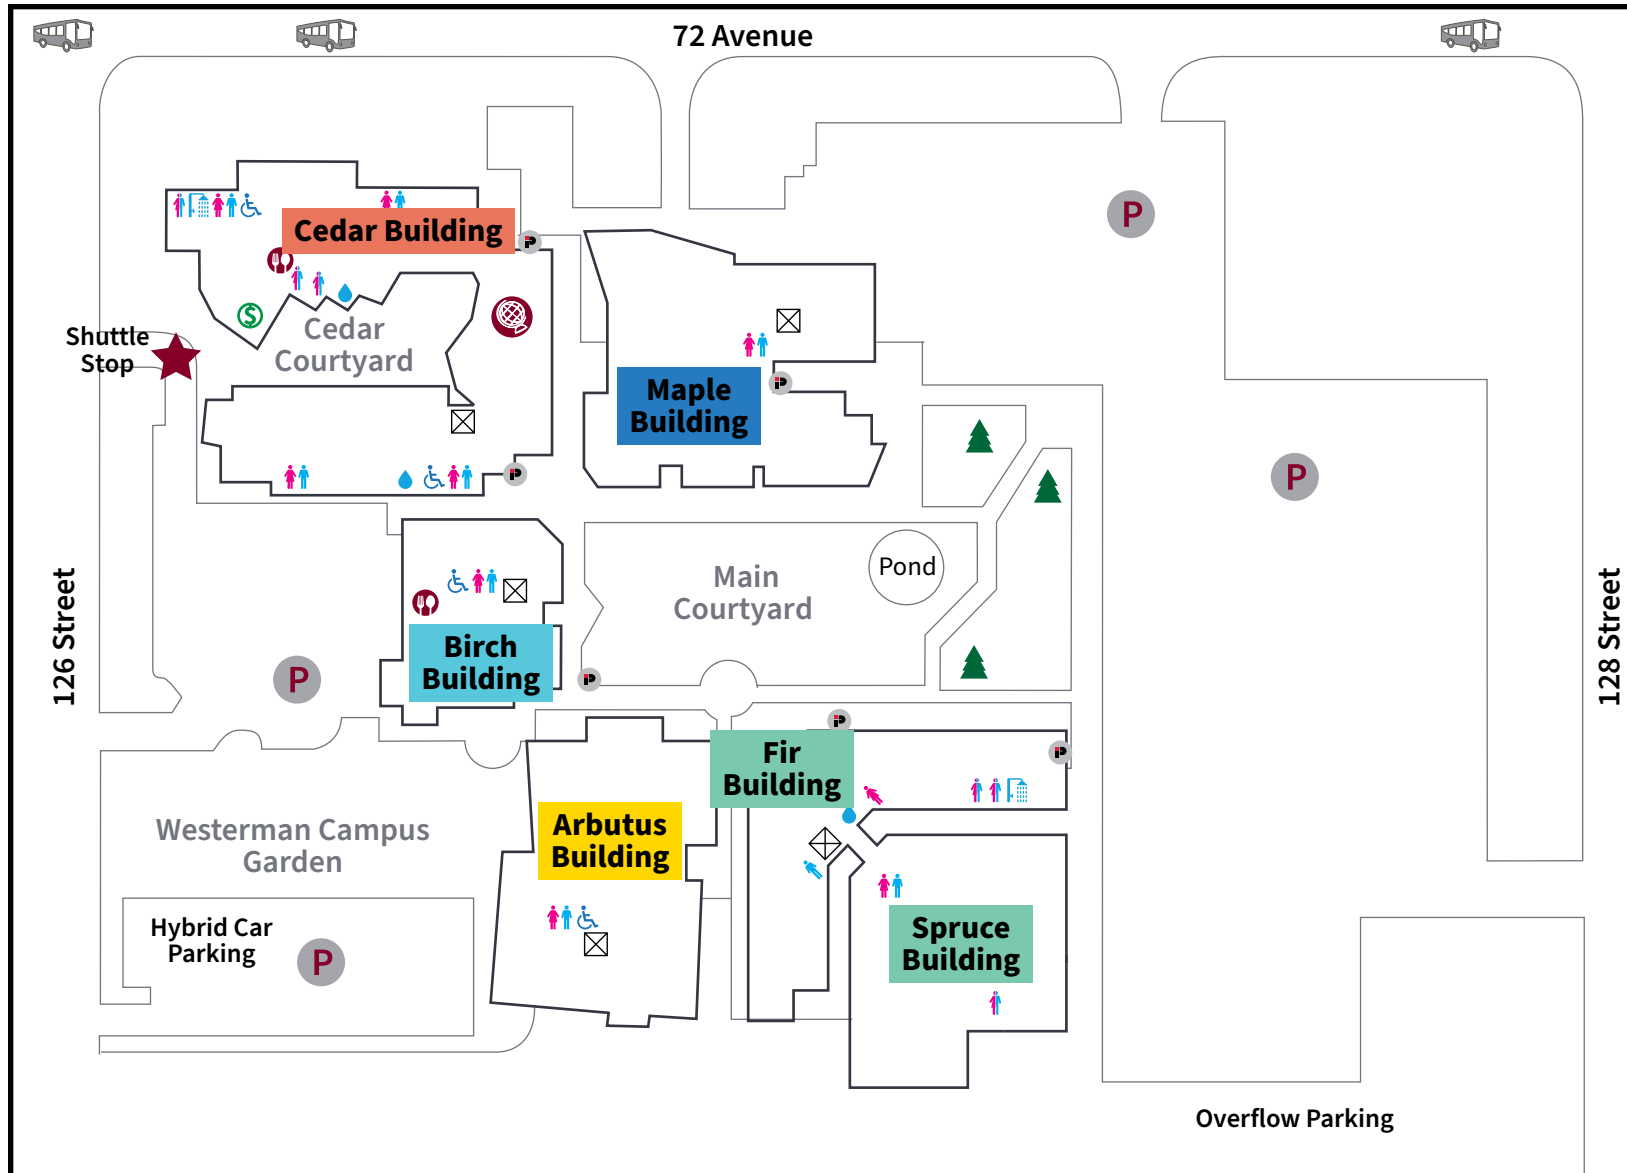 72 Avenue
Cedar Building
P
Shuttle
Stop
Cedar
Courtyard
$
Maple
Building
P
126 Street
128 Street
Main
Courtyard
Pond
Birch
Building
P
Fir
Building
Westerman Campus
Garden
Arbutus
Building
Hybrid Car
Parking
P
Spruce
Building
Overflow Parking